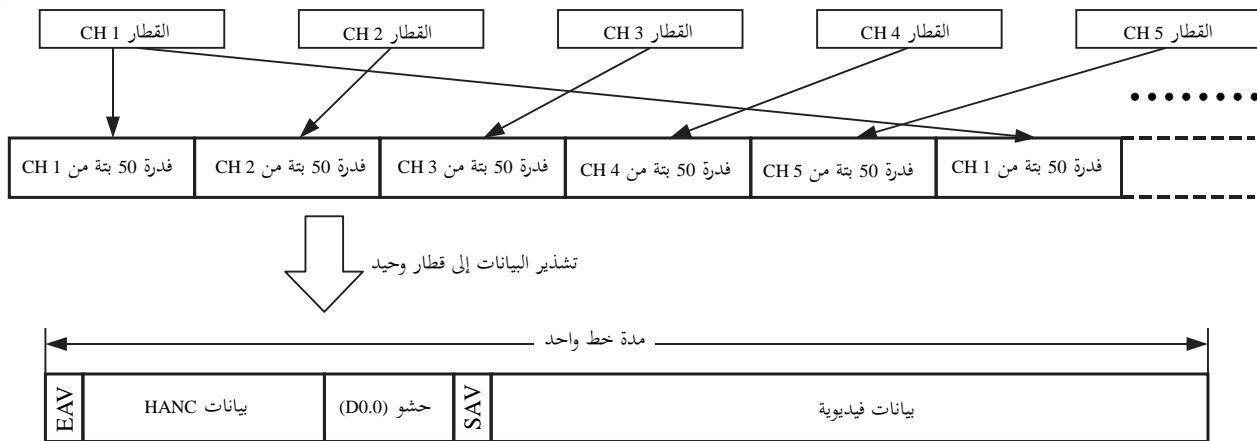 القطار CH 1
القطار CH 2
القطار CH 3
القطار CH 4
القطار CH 5
فدرة 50 بتة من CH 1
فدرة 50 بتة من CH 2
فدرة 50 بتة من CH 3
فدرة 50 بتة من CH 4
فدرة 50 بتة من CH 5
فدرة 50 بتة من CH 1
تشذير البيانات إلى قطار وحيد
مدة خط واحد
EAV
بيانات HANC
حشو (D0.0)
SAV
بيانات فيديوية